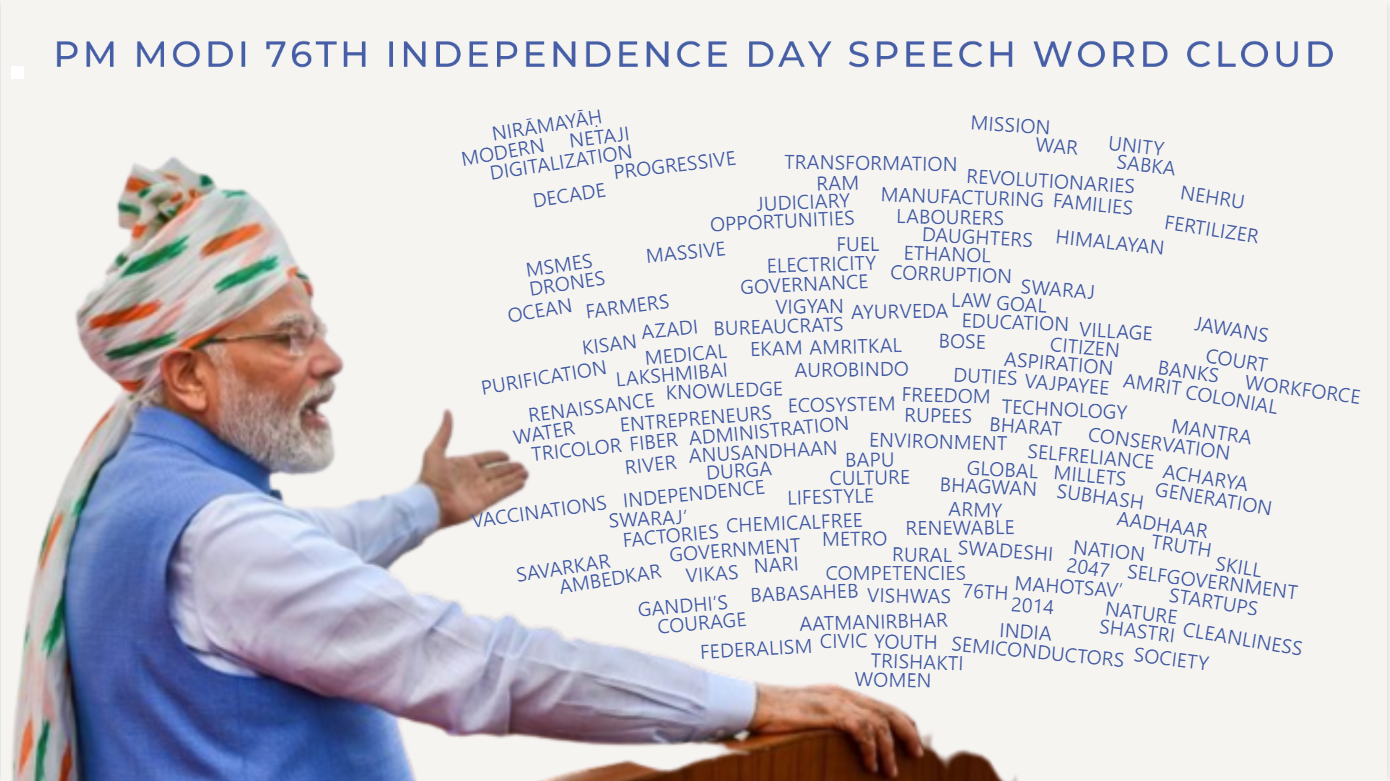 PM MODI 76TH INDEPENDENCE DAY SPEECH WORD CLOUD
NIRĀMAYĀḤ
MODERN NETAJI
DIGITALIZATION
PROGRESSIVE
DECADE
MISSION
WAR UNITY
SABKA
TRANSFORMATION
REVOLUTIONARIES
RAM
NEHRU
JUDICIARY MANUFACTURING FAMILIES
OPPORTUNITIES LABOURERS
FERTILIZER
DAUGHTERS HIMALAYAN
MASSIVE FUEL ETHANOL
MSMES ELECTRICITY CORRUPTION
DRONES GOVERNANCE SWARAJ
OCEAN FARMERS VIGYAN AYURVEDA LAW GOAL
KISAN AZADI BUREAUCRATS EDUCATION VILLAGE JAWANS
MEDICAL EKAM AMRITKAL BOSE CITIZEN COURT
PURIFICATION LAKSHMIBAI AUROBINDO ASPIRATION BANKS WORKFORCE
DUTIES VAJPAYEE AMRIT COLONIAL
RENAISSANCE KNOWLEDGE ECOSYSTEM FREEDOM TECHNOLOGY
WATER ENTREPRENEURS RUPEES BHARAT MANTRA
TRICOLOR FIBER ADMINISTRATION CONSERVATION
RIVER ANUSANDHAAN ENVIRONMENT SELFRELIANCE
DURGA BAPU GLOBAL MILLETS ACHARYA
VACCINATIONS INDEPENDENCE CULTURE BHAGWAN SUBHASH GENERATION
SWARAJ’ LIFESTYLE ARMY AADHAAR
FACTORIES CHEMICALFREE RENEWABLE
GOVERNMENT METRO RURAL SWADESHI NATION TRUTH SKILL
SAVARKAR
AMBEDKAR VIKAS NARI COMPETENCIES 2047 SELFGOVERNMENT
GANDHI’S BABASAHEB VISHWAS 76TH MAHOTSAV’ STARTUPS
COURAGE AATMANIRBHAR 2014 NATURE
INDIA SHASTRI CLEANLINESS
FEDERALISM CIVIC YOUTH SEMICONDUCTORS SOCIETY
TRISHAKTI
WOMEN